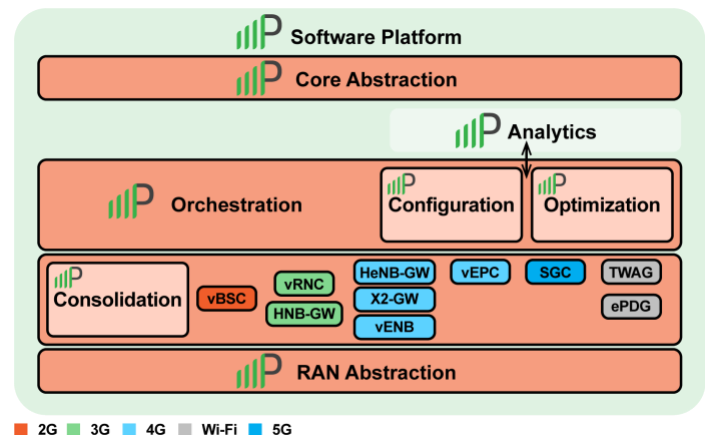 Software Platform
Core Abstraction
Analytics
Orchestration
Configuration
Optimization
Consolidation
vBSC
vRNC
HNB-GW
HeNB-GW
X2-GW
vENB
vEPC
SGC
TWAG
ePDG
RAN Abstraction
2G 3G 4G Wi-Fi 5G